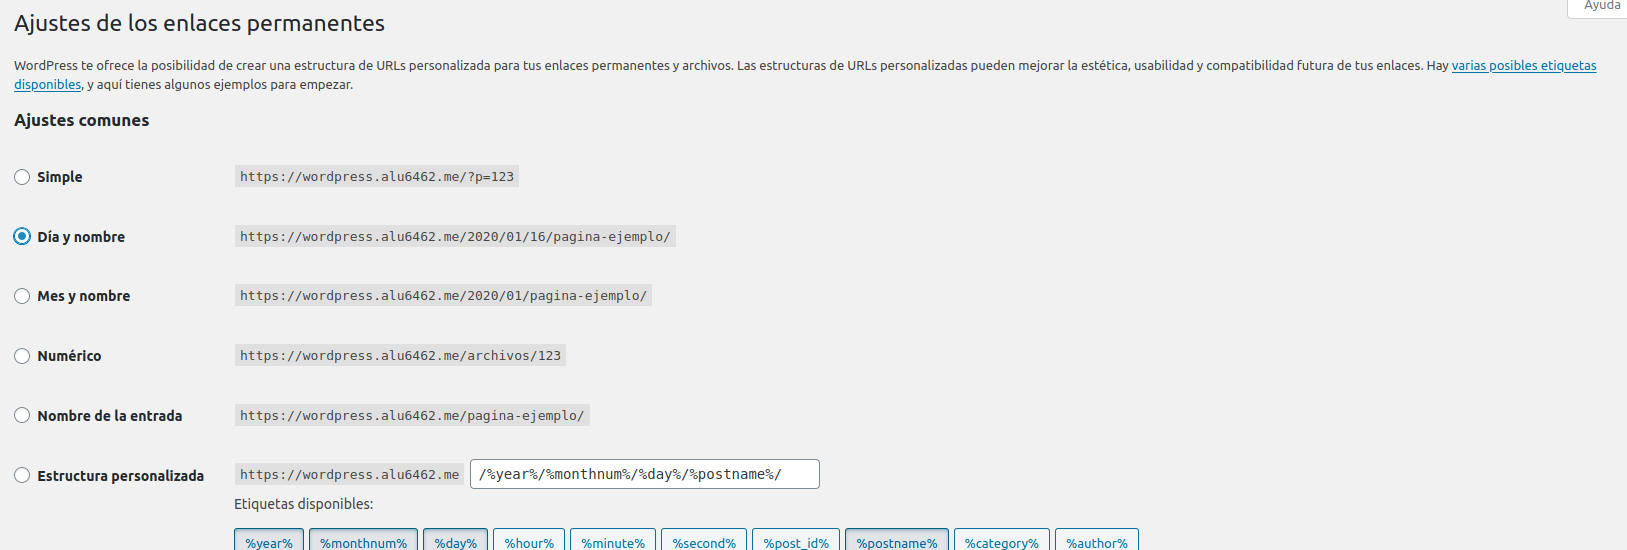 Ayuda
Ajustes de los enlaces permanentes
WordPress te ofrece la posibilidad de crear una estructura de URLs personalizada para tus enlaces permanentes y archivos. Las estructuras de URLs personalizadas pueden mejorar la estética, usabilidad y compatibilidad futura de tus enlaces. Hay varias posibles etiquetas
disponibles, y aquí tienes algunos ejemplos para empezar.
Ajustes comunes
Simple https://wordpress.alu6462.me/?p=123
Día y nombre https://wordpress.alu6462.me/2020/01/16/pagina-ejemplo/
Mes y nombre https://wordpress.alu6462.me/2020/01/pagina-ejemplo/
Numérico https://wordpress.alu6462.me/archivos/123
Nombre de la entrada https://wordpress.alu6462.me/pagina-ejemplo/
Estructura personalizada https://wordpress.alu6462.me /%year%/%monthnum%/%day%/%postname%/
Etiquetas disponibles:
%year% %monthnum% %day% %hour% %minute% %second% %post_id% %postname% %category% %author%